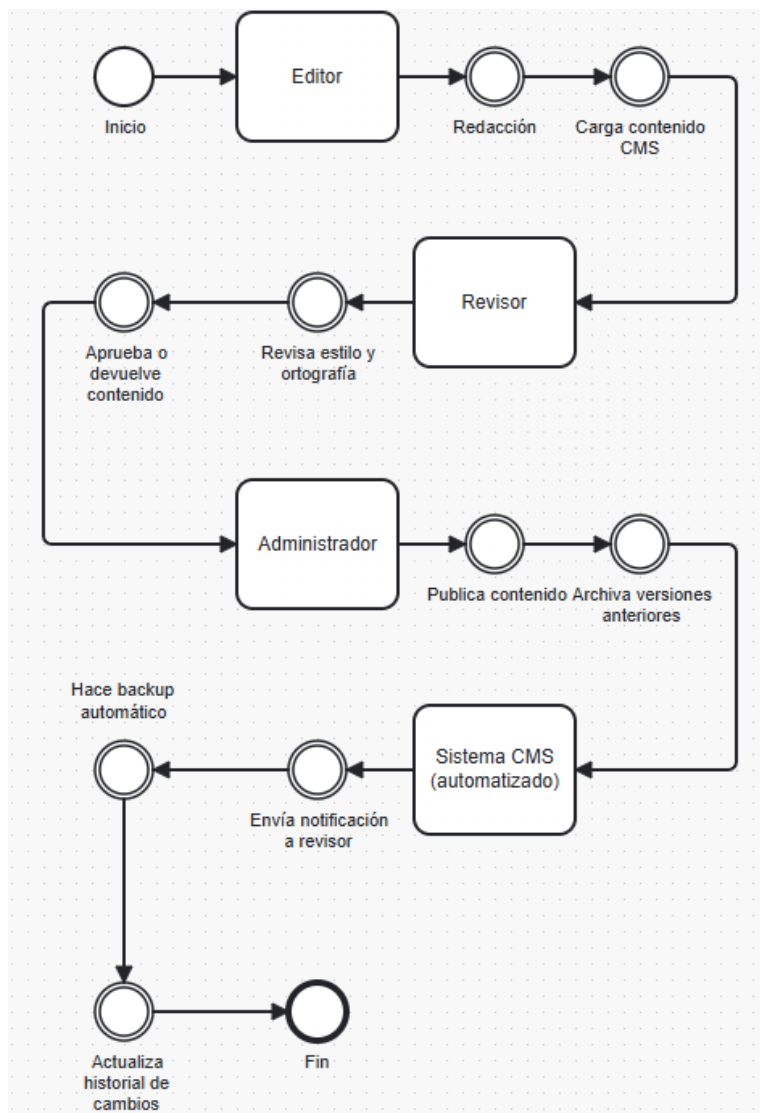 Editor
Inicio
Redacción
Carga contenido
CMS
Revisor
Aprueba o
devuelve
contenido
Revisa estilo y
ortografía
Administrador
Publica contenido
Archiva versiones
anteriores
Hace backup
automático
Sistema CMS
(automatizado)
Envía notificación
a revisor
Actualiza
historial de
cambios
Fin